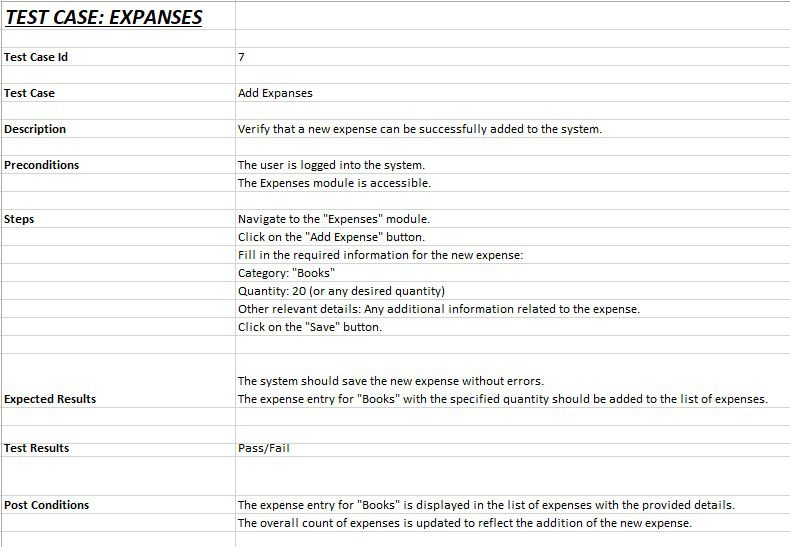 TEST CASE: EXPANSES
Test Case Id 7
Test Case Add Expanses
Description Verify that a new expense can be successfully added to the system.
Preconditions The user is logged into the system.
The Expenses module is accessible.
Steps Navigate to the "Expenses" module.
Click on the "Add Expense" button.
Fill in the required information for the new expense:
Category: "Books"
Quantity: 20 (or any desired quantity)
Other relevant details: Any additional information related to the expense.
Click on the "Save" button.
The system should save the new expense without errors.
Expected Results The expense entry for "Books" with the specified quantity should be added to the list of expenses.
Test Results Pass/Fail
Post Conditions The expense entry for "Books" is displayed in the list of expenses with the provided details.
The overall count of expenses is updated to reflect the addition of the new expense.